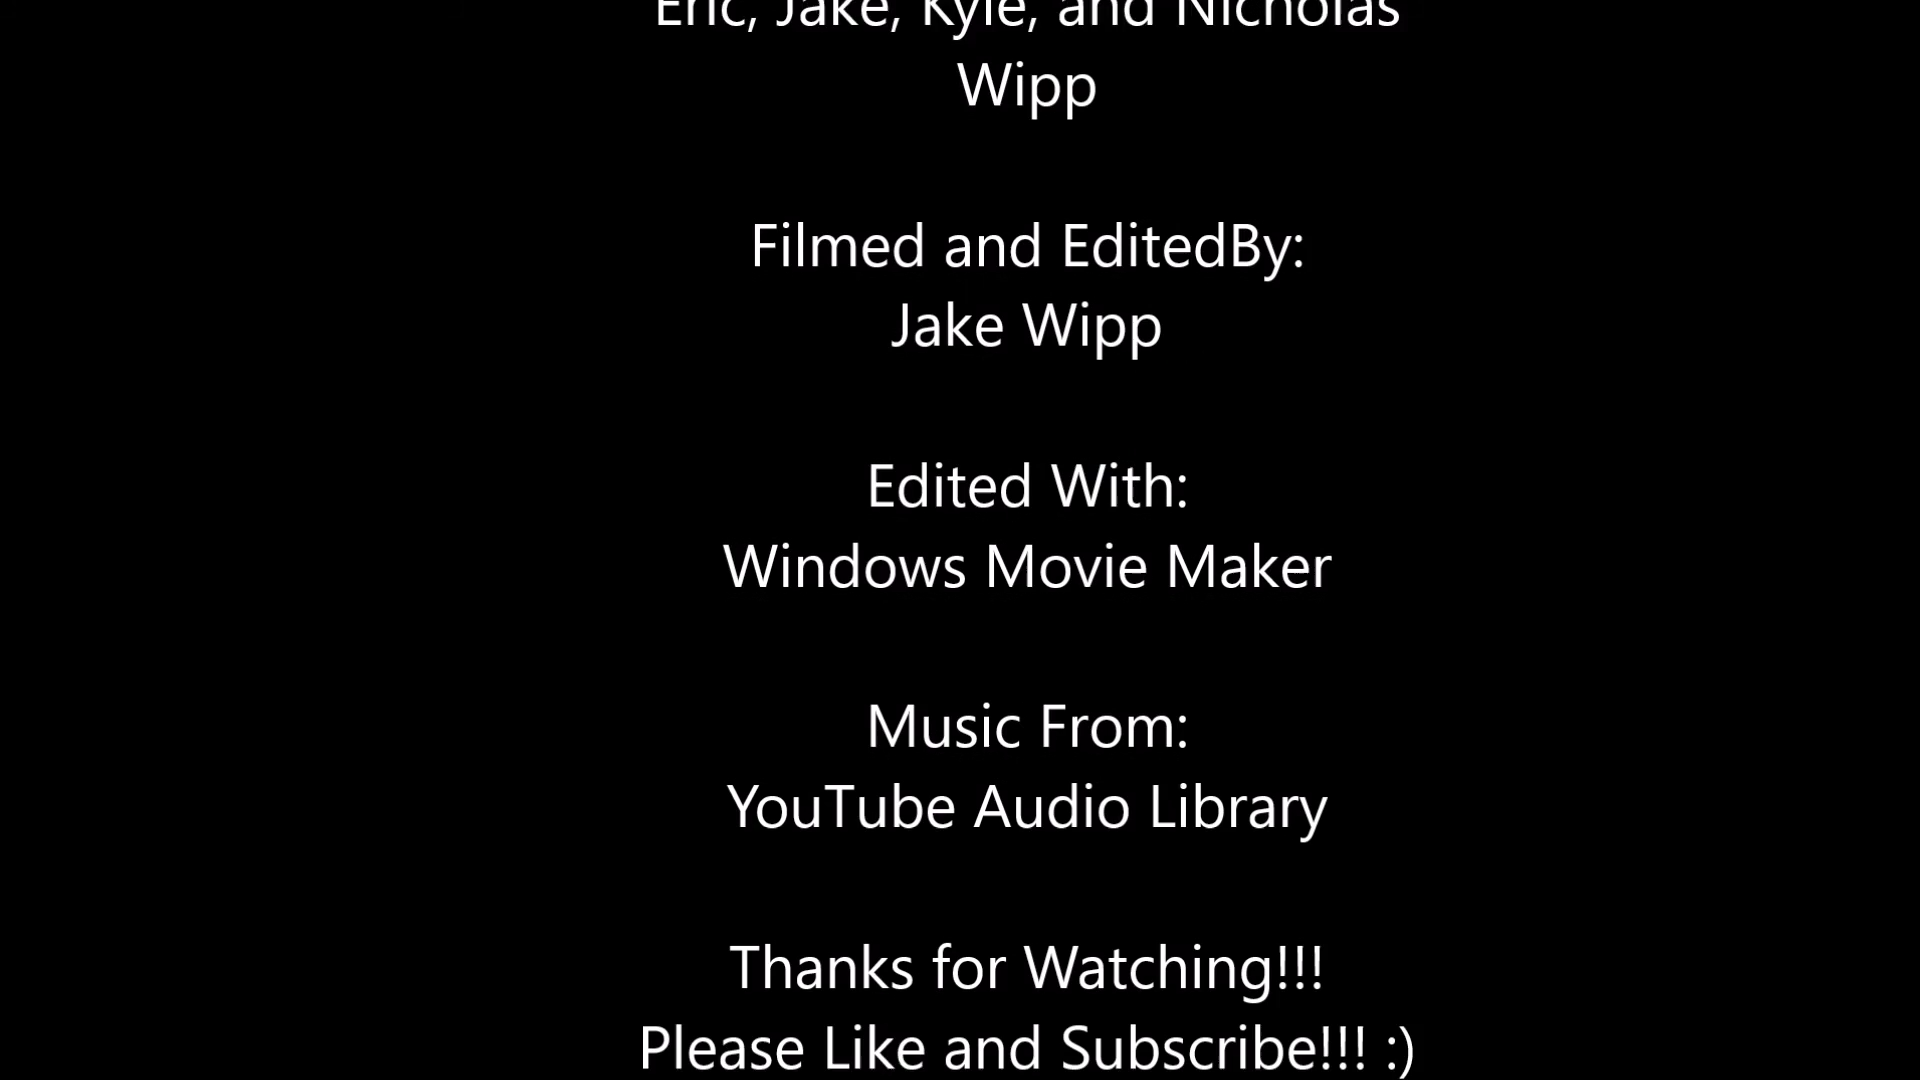 Eric, Jake, Kyle, and Nicholas
Wipp
Filmed and EditedBy:
Jake Wipp
Edited With:
Windows Movie Maker
Music From:
YouTube Audio Library
Thanks for Watching!!!
Please Like and Subscribe!!! :)